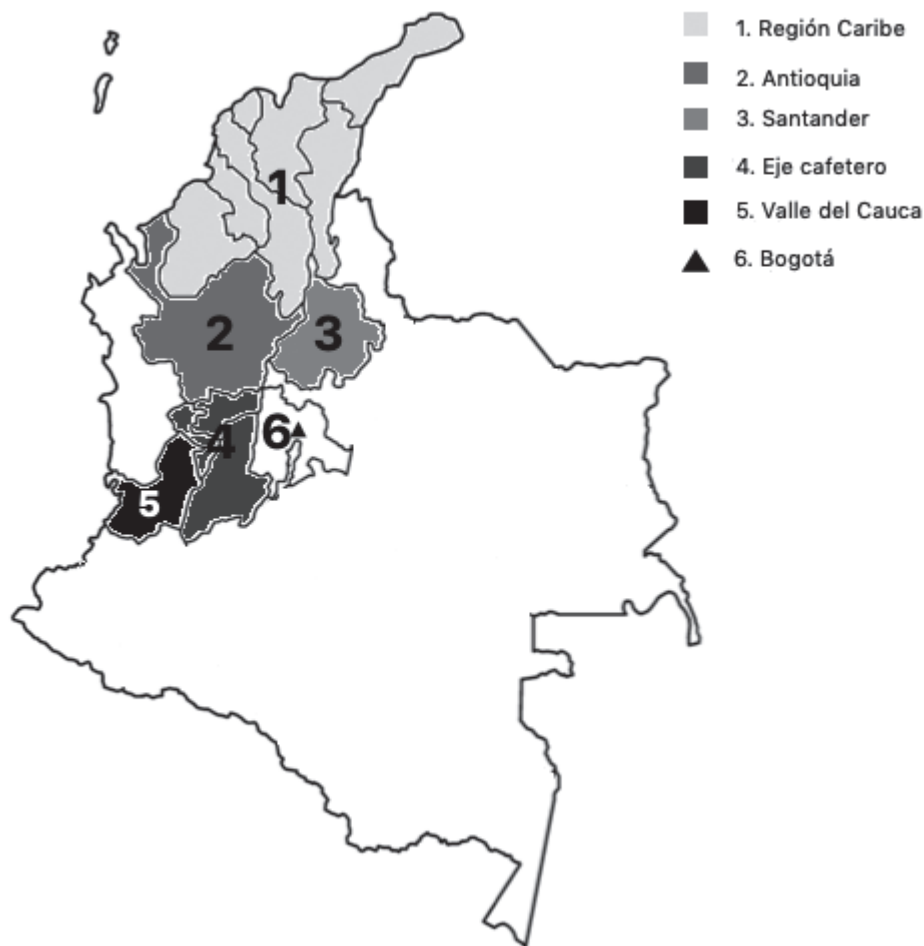 1. Región Caribe
2. Antioquia
3. Santander
4. Eje cafetero
5. Valle del Cauca
6. Bogotá
1
2
3
4
6
5